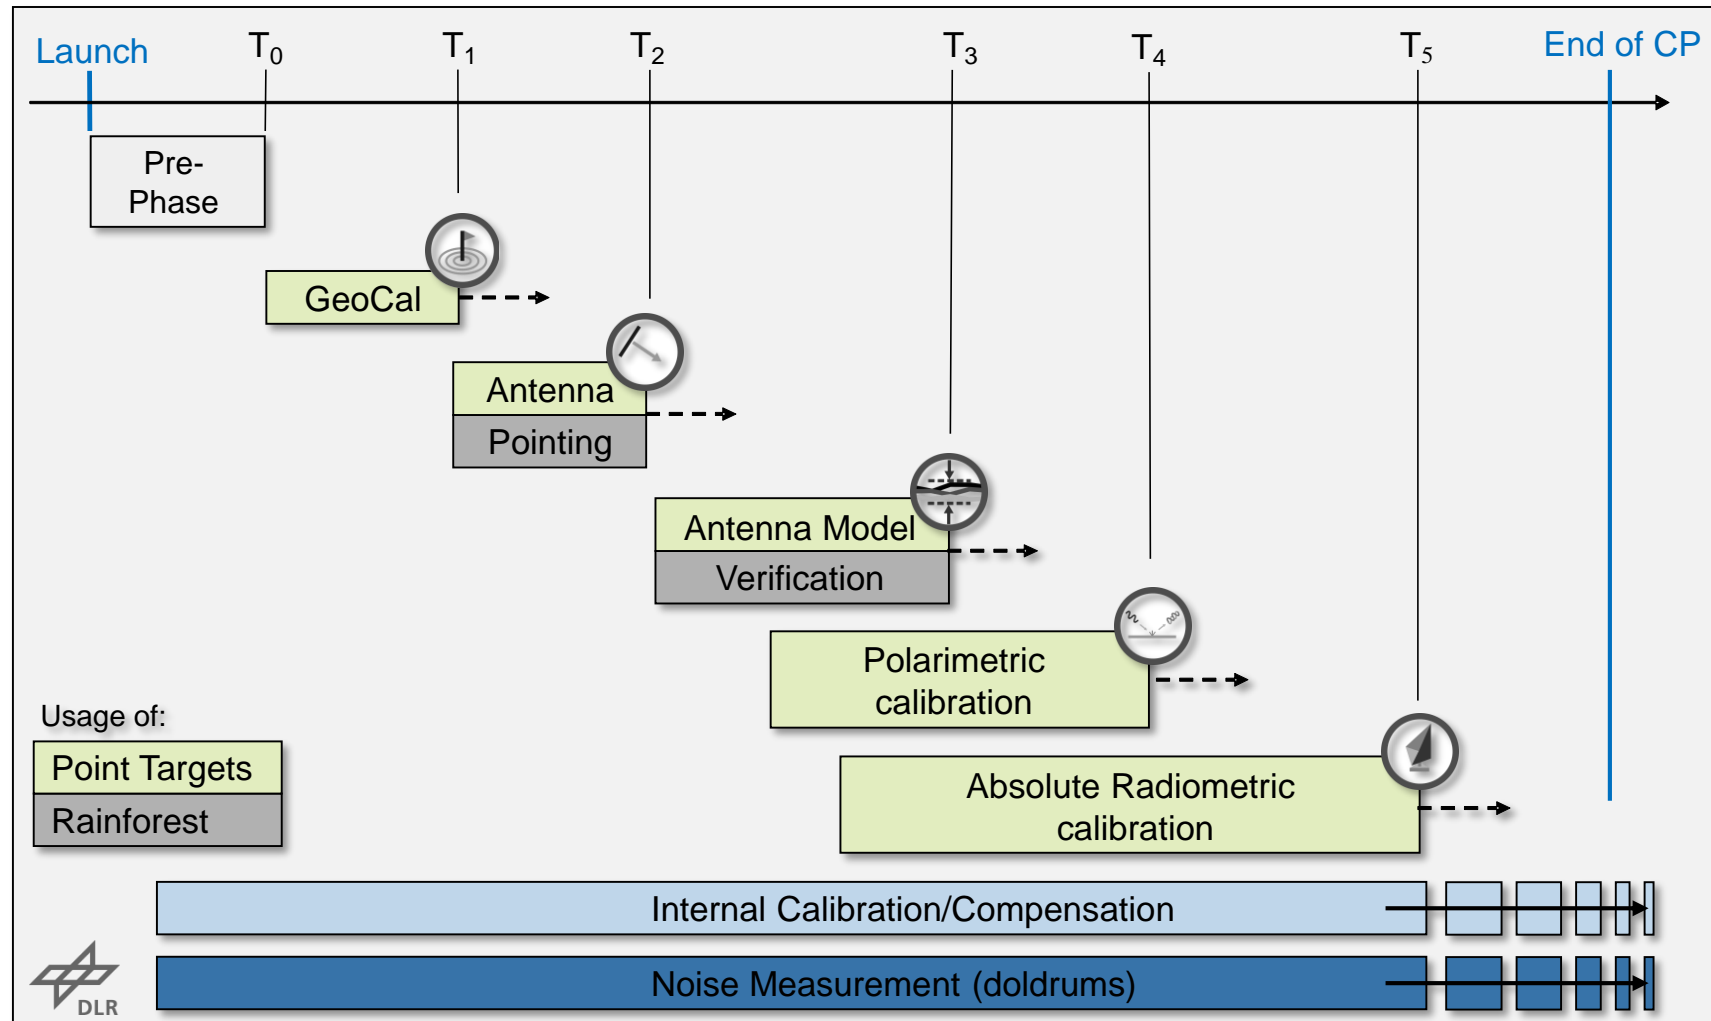 Launch
T₀
T₁
T₂
T₃
T₄
T₅
End of CP
Pre-
Phase
GeoCal
Antenna
Pointing
Antenna Model
Verification
Polarimetric
calibration
Usage of:
Point Targets
Rainforest
Absolute Radiometric
calibration
Internal Calibration/Compensation
Noise Measurement (doldrums)
DLR